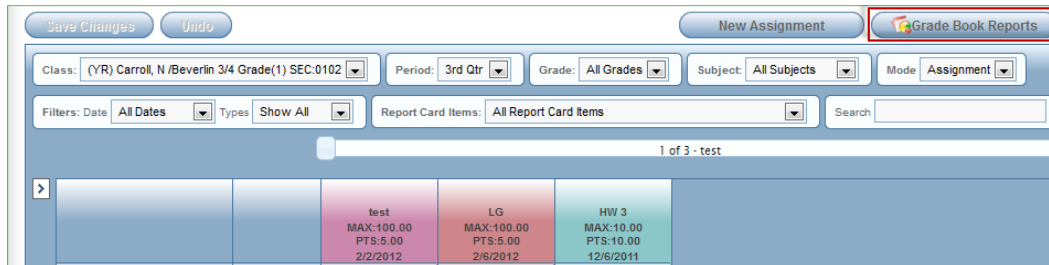 Save Changes Undo New Assignment Grade Book Reports
Class: (YR) Carroll, N /Beverlin 3/4 Grade(1) SEC:0102 Period: 3rd Qtr Grade: All Grades Subject: All Subjects Mode Assignment
Filters: Date All Dates Types Show All Report Card Items: All Report Card Items Search
1 of 3 - test
test LG HW 3
MAX:100.00 MAX:100.00 MAX:10.00
PTS:5.00 PTS:5.00 PTS:10.00
2/2/2012 2/6/2012 12/6/2011